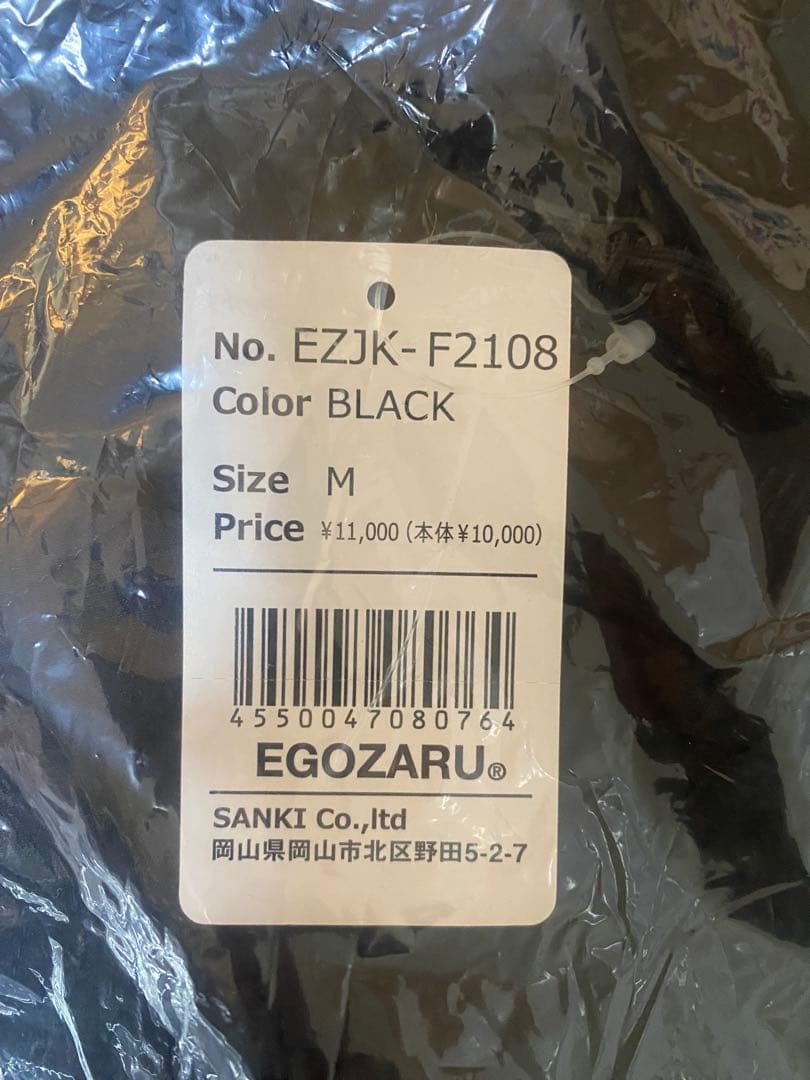 No. EZJK-F2108
Color BLACK
Size M
Price ¥11,000 (本体¥10,000)
4550047080764
EGOZARU®
SANKI Co.,ltd
岡山県岡山市北区野田5-2-7